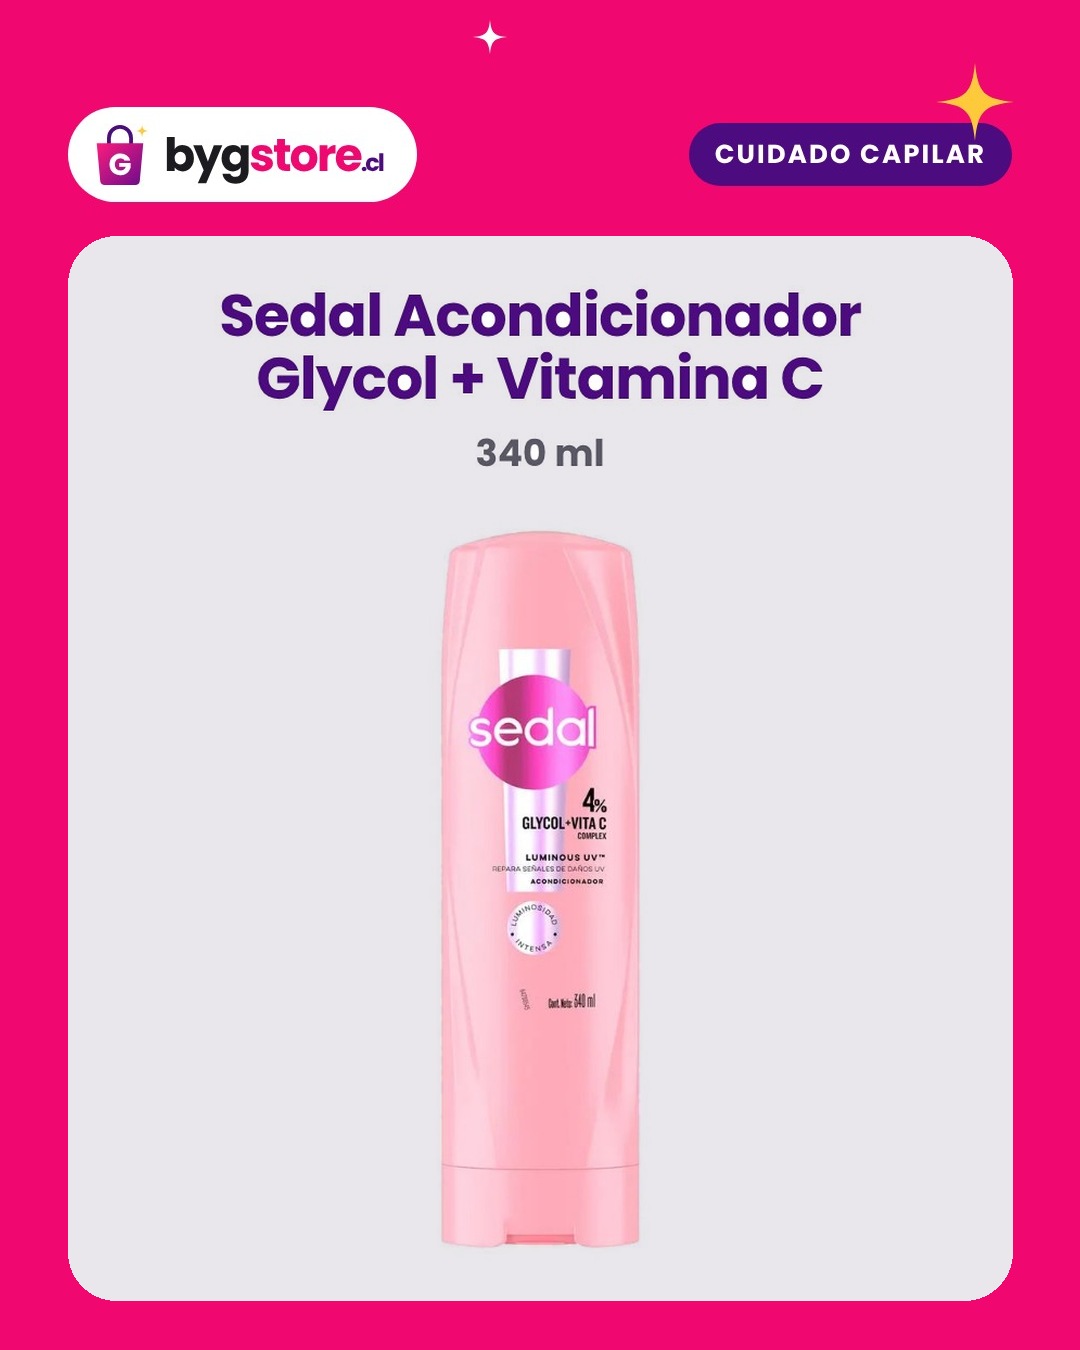 G bygstore.cl
CUIDADO CAPILAR
Sedal Acondicionador
Glycol + Vitamina C
340 ml
sedal
4%
GLYCOL+VITA C
COMPLEX
LUMINOUS UV™
REPARA SEÑALES DE DAÑOS UV
ACONDICIONADOR
LUMINOSIDAD
INTENSA
Cont. Neto: 340 ml